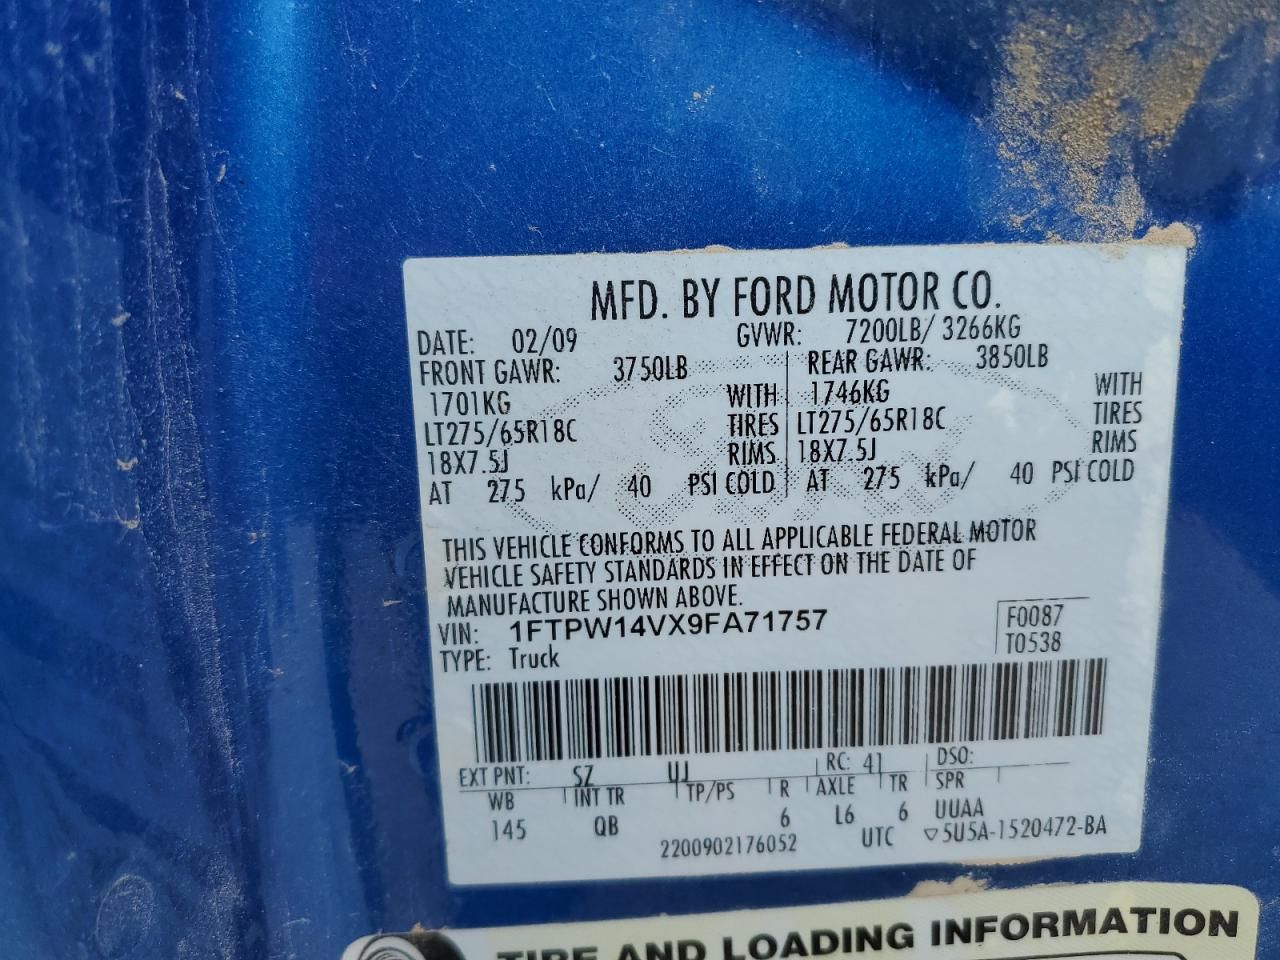 MFD. BY FORD MOTOR CO.
DATE: 02/09 GVWR: 7200LB/ 3266KG
FRONT GAWR: 3750LB REAR GAWR: 3850LB
1701KG WITH 1746KG WITH
LT275/65R18C TIRES LT275/65R18C TIRES
18X7.5J RIMS 18X7.5J RIMS
AT 275 kPa/ 40 PSI COLD AT 275 kPa/ 40 PSI COLD
THIS VEHICLE CONFORMS TO ALL APPLICABLE FEDERAL MOTOR
VEHICLE SAFETY STANDARDS IN EFFECT ON THE DATE OF
MANUFACTURE SHOWN ABOVE.
VIN: 1FTPW14VX9FA71757 F0087
TYPE: Truck T0538
EXT PNT: SZ UJ RC: 41 DSO:
WB INT TR TP/PS R AXLE TR SPR
145 QB 6 L6 6 UUAA
2200902176052 UTC ▽5U5A-1520472-BA
TIRE AND LOADING INFORMATION